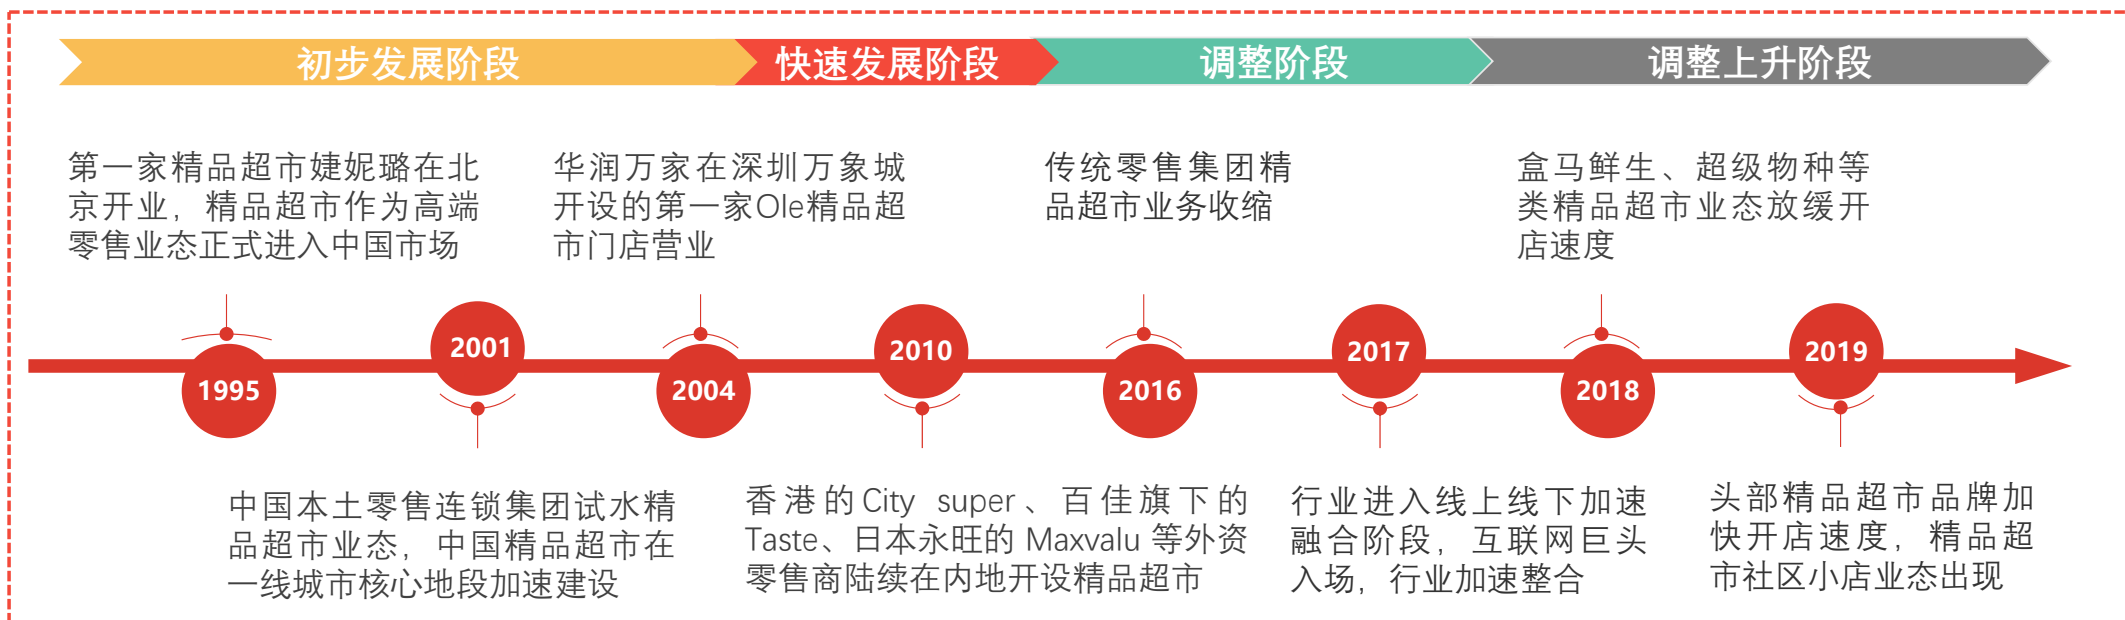 初步发展阶段
快速发展阶段
调整阶段
调整上升阶段
第一家精品超市婕妮璐在北
京开业，精品超市作为高端
零售业态正式进入中国市场
华润万家在深圳万象城
开设的第一家Ole精品超
市门店营业
传统零售集团精
品超市业务收缩
盒马鲜生、超级物种等
类精品超市业态放缓开
店速度
1995
2001
2004
2010
2016
2017
2018
2019
中国本土零售连锁集团试水精
品超市业态，中国精品超市在
一线城市核心地段加速建设
香港的City super、百佳旗下的
Taste、日本永旺的 Maxvalu 等外资
零售商陆续在内地开设精品超市
行业进入线上线下加速
融合阶段，互联网巨头
入场，行业加速整合
头部精品超市品牌加
快开店速度，精品超
市社区小店业态出现